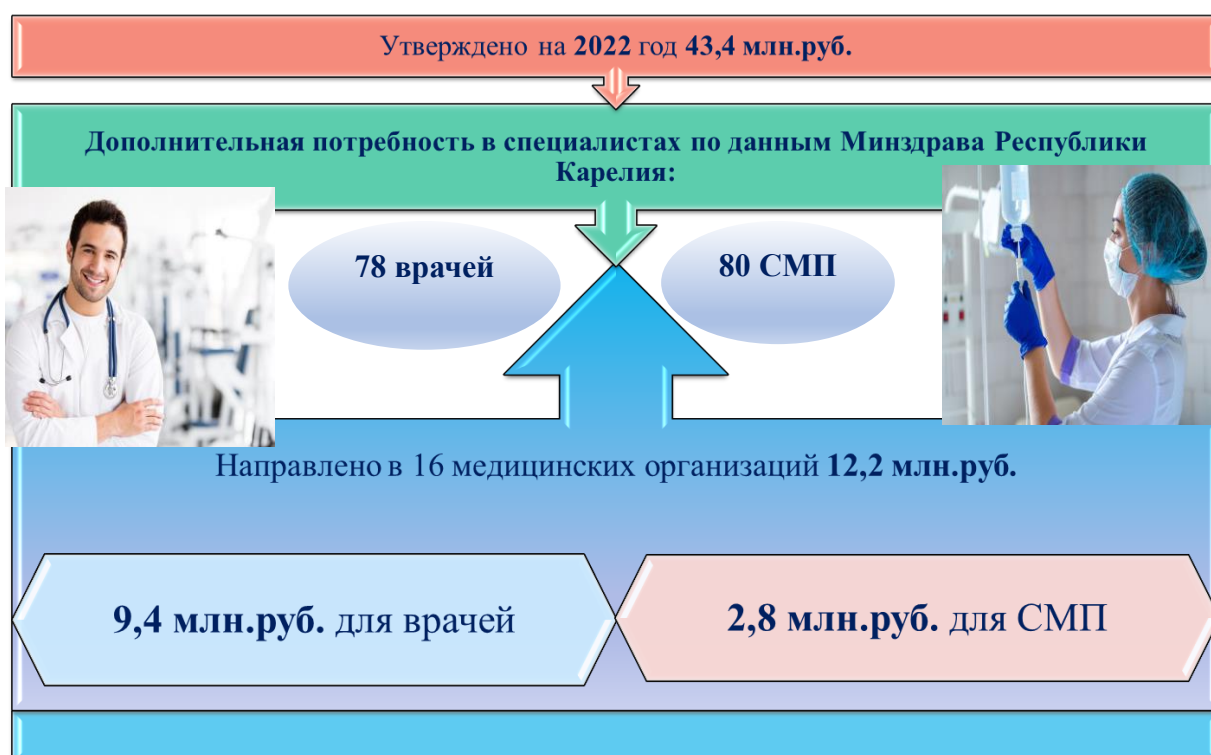 Утверждено на 2022 год 43,4 млн.руб.
Дополнительная потребность в специалистах по данным Минздрава Республики
Карелия:
78 врачей
80 СМП
Направлено в 16 медицинских организаций 12,2 млн.руб.
9,4 млн.руб. для врачей
2,8 млн.руб. для СМП